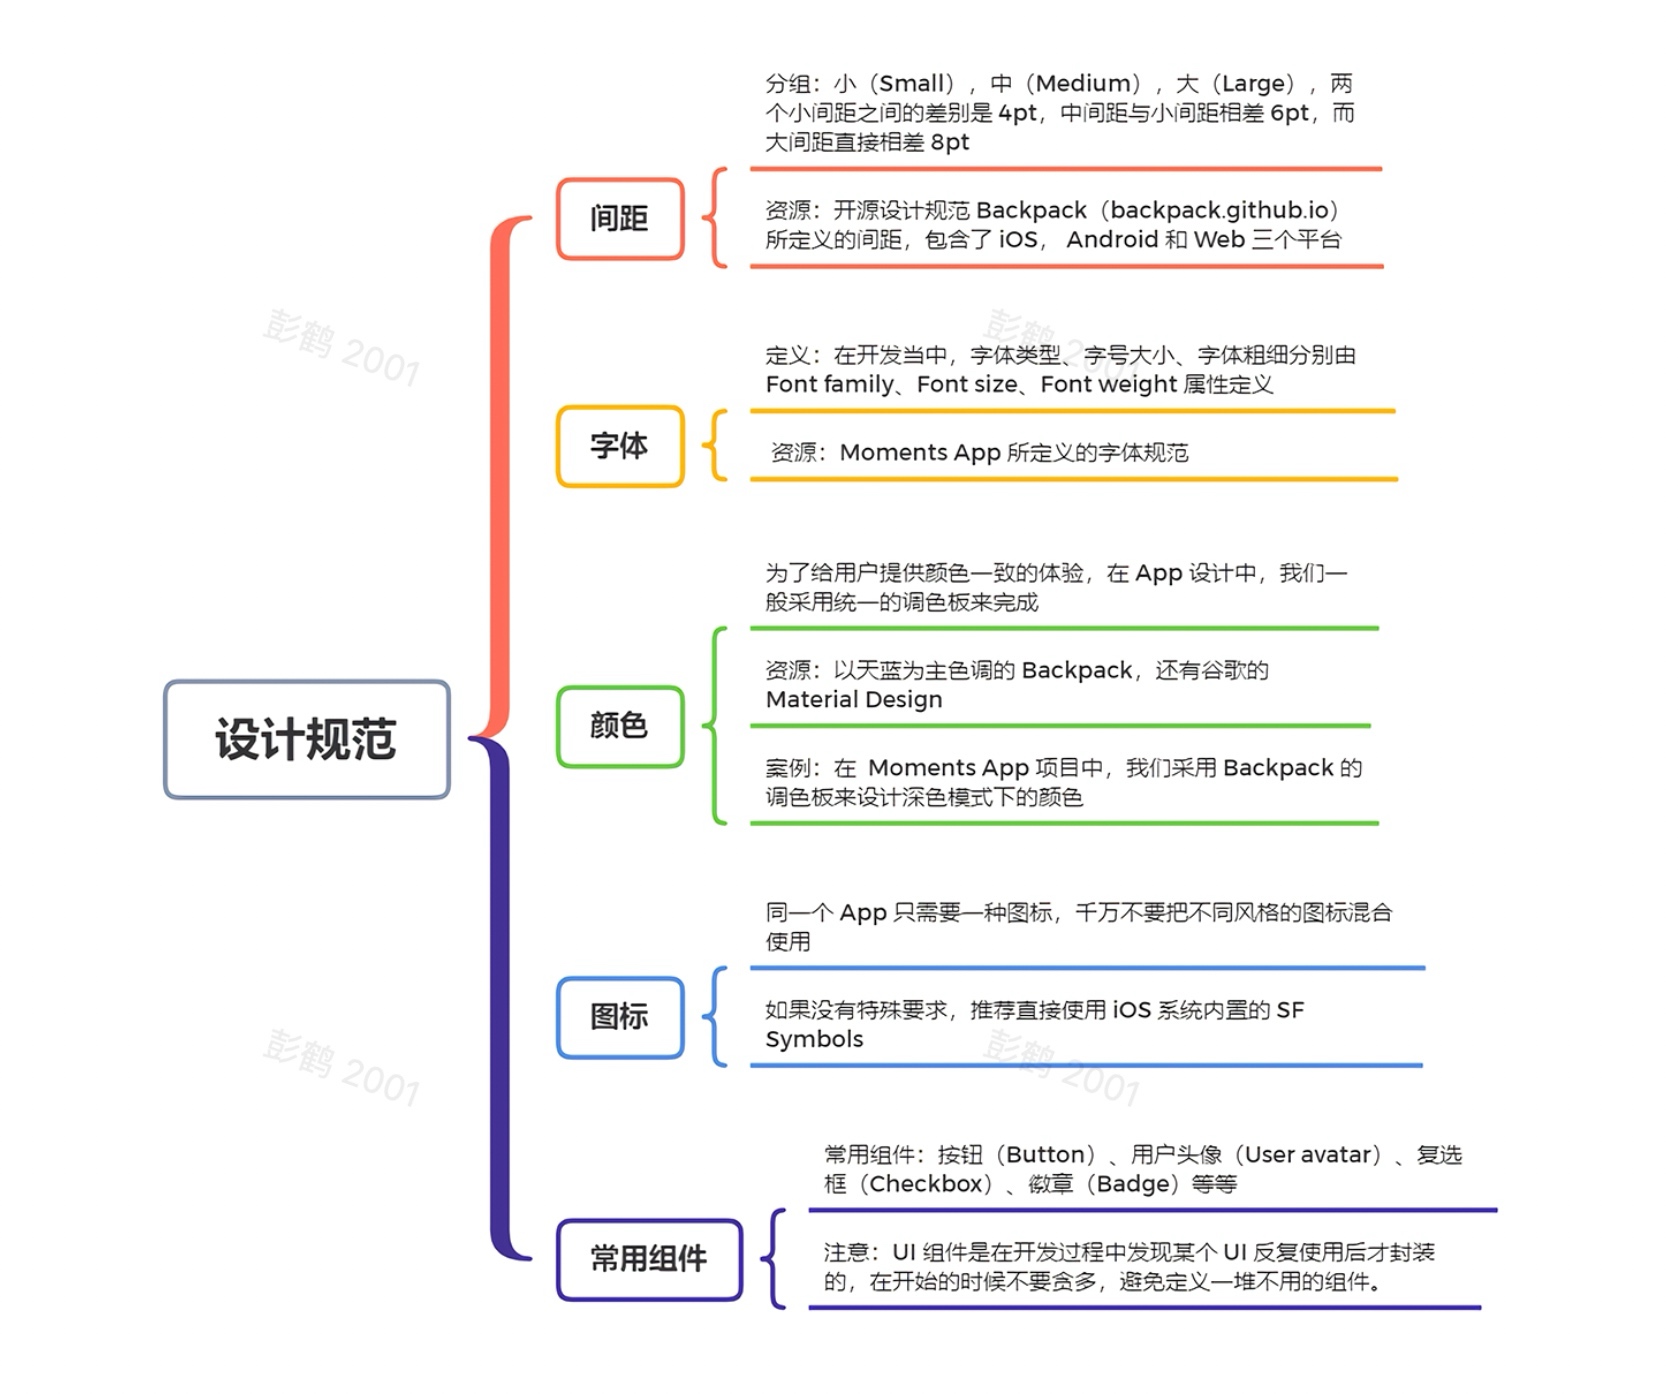 分组：小（Small），中（Medium），大（Large），两
个小间距之间的差别是 4pt，中间距与小间距相差 6pt，而
大间距直接相差 8pt
间距
资源：开源设计规范 Backpack（backpack.github.io）
所定义的间距，包含了 iOS， Android 和 Web 三个平台
彭鹤 2001
彭鹤 2001
定义：在开发当中，字体类型、字号大小、字体粗细分别由
Font family、Font size、Font weight 属性定义
字体
资源：Moments App 所定义的字体规范
为了给用户提供颜色一致的体验，在 App 设计中，我们一
般采用统一的调色板来完成
设计规范
颜色
资源：以天蓝为主色调的 Backpack，还有谷歌的
Material Design
案例：在 Moments App 项目中，我们采用 Backpack 的
调色板来设计深色模式下的颜色
同一个 App 只需要一种图标，千万不要把不同风格的图标混合
使用
图标
如果没有特殊要求，推荐直接使用 iOS 系统内置的 SF
Symbols
彭鹤 2001
彭鹤 2001
常用组件：按钮（Button）、用户头像（User avatar）、复选
框（Checkbox）、徽章（Badge）等等
常用组件
注意：UI 组件是在开发过程中发现某个 UI 反复使用后才封装
的，在开始的时候不要贪多，避免定义一堆不用的组件。